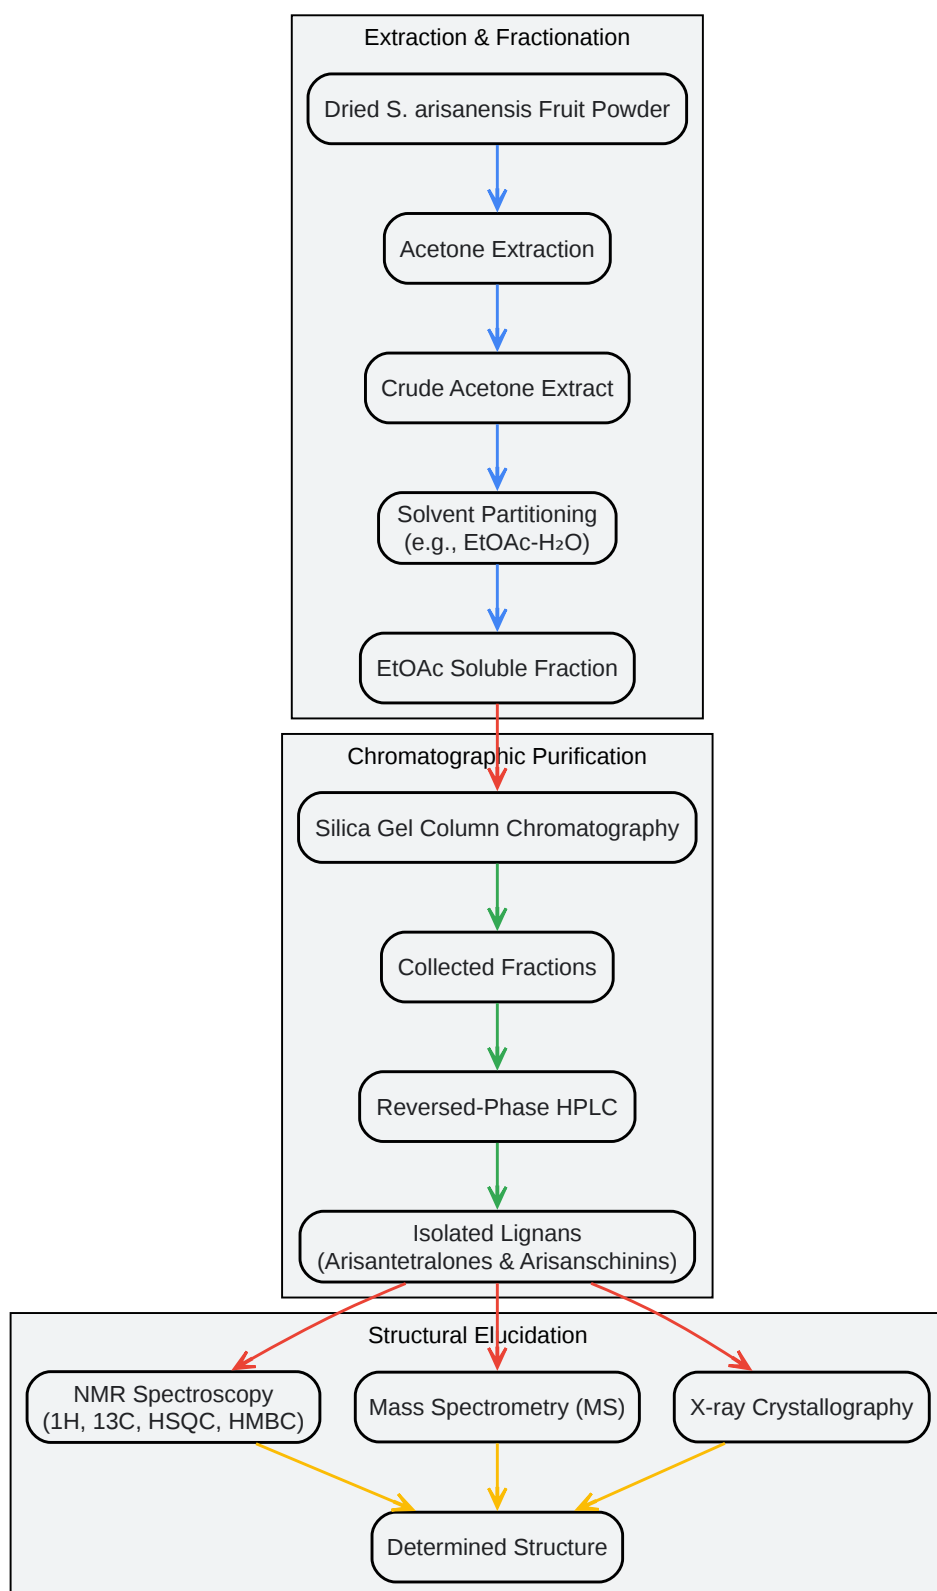 Extraction & Fractionation
Dried S. arisanensis Fruit Powder
Acetone Extraction
Crude Acetone Extract
Solvent Partitioning
(e.g., EtOAc-H₂O)
EtOAc Soluble Fraction
Chromatographic Purification
Silica Gel Column Chromatography
Collected Fractions
Reversed-Phase HPLC
Isolated Lignans
(Arisantetralones & Arisanschinins)
Structural Elucidation
NMR Spectroscopy
(1H, 13C, HSQC, HMBC)
Mass Spectrometry (MS)
X-ray Crystallography
Determined Structure